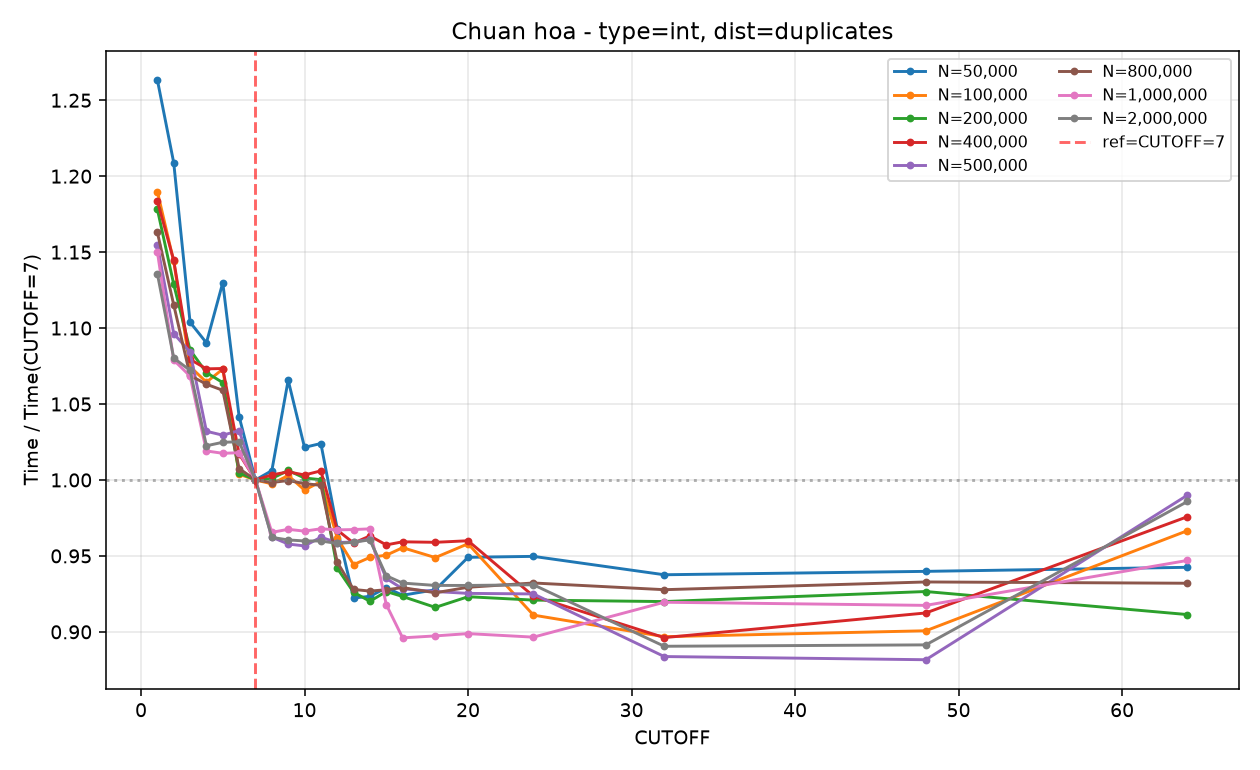 Chuan hoa - type=int, dist=duplicates
Time / Time(CUTOFF=7)
1.25
1.20
1.15
1.10
1.05
1.00
0.95
0.90
N=50,000
N=100,000
N=200,000
N=400,000
N=500,000
N=800,000
N=1,000,000
N=2,000,000
ref=CUTOFF=7
0
10
20
30
40
50
60
CUTOFF